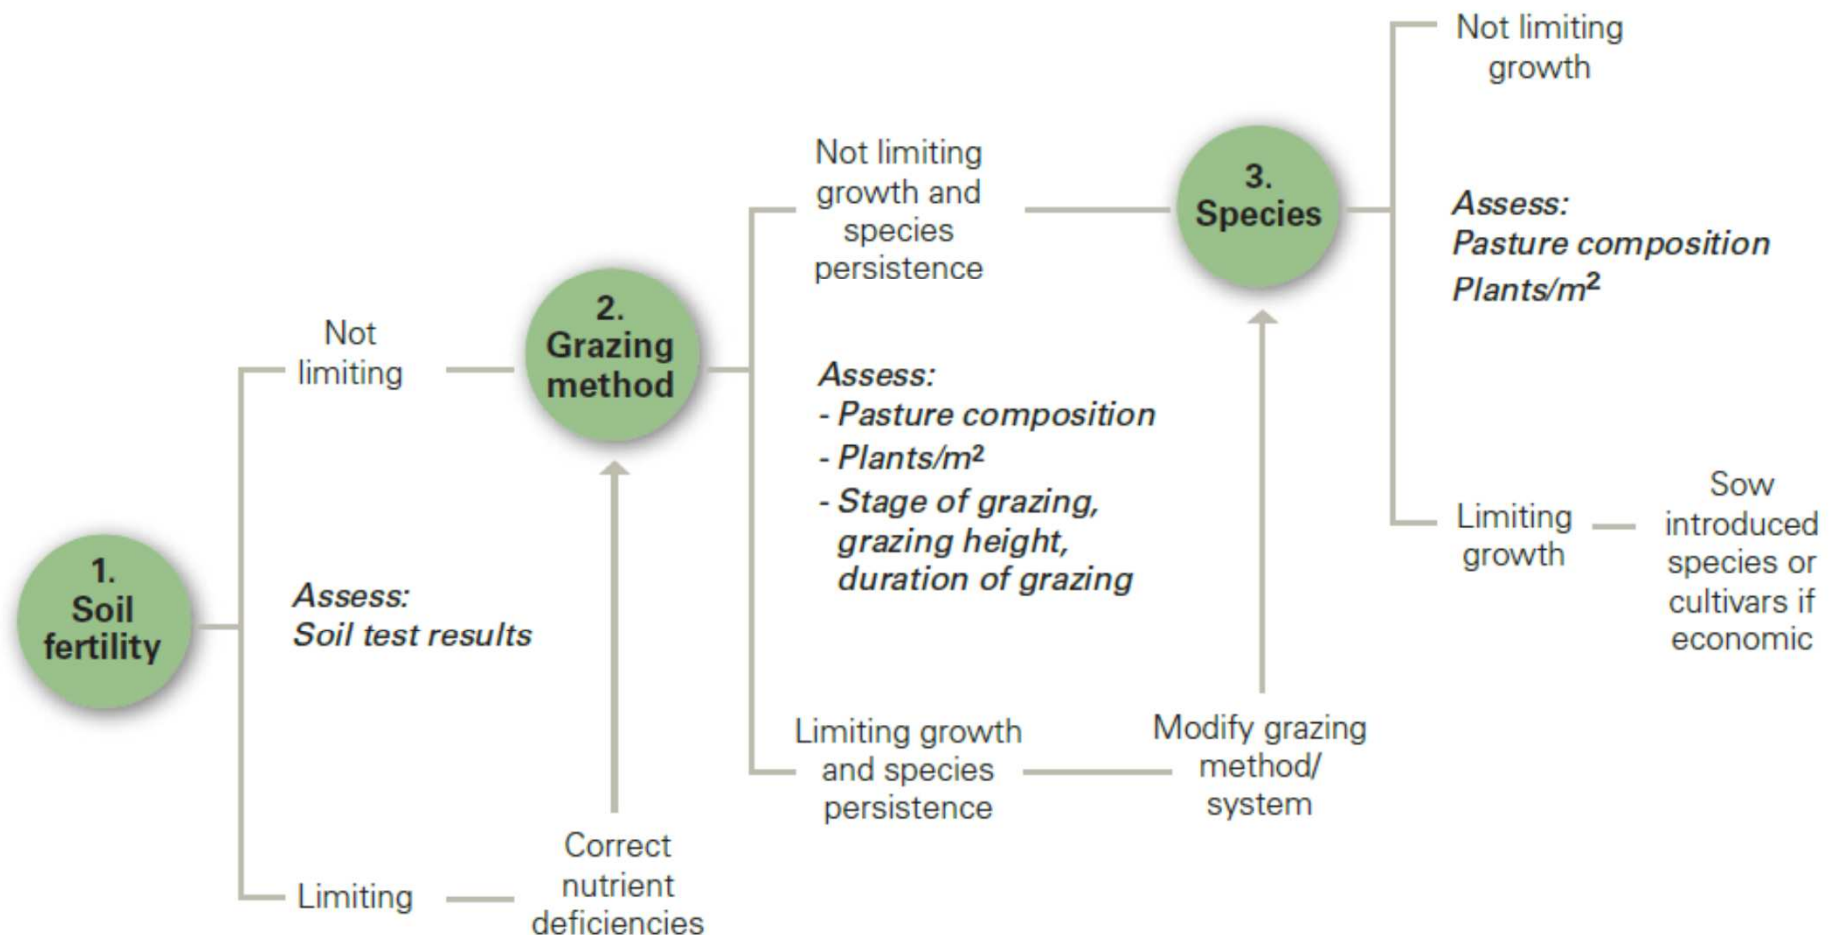 1.
Soil
fertility
Not
limiting
Assess:
Soil test results
Limiting
Correct
nutrient
deficiencies
2.
Grazing
method
Not limiting
growth and
species
persistence
Assess:
- Pasture composition
- Plants/m²
- Stage of grazing,
grazing height,
duration of grazing
Limiting growth
and species
persistence
Modify grazing
method/
system
3.
Species
Not limiting
growth
Assess:
Pasture composition
Plants/m²
Limiting
growth
Sow
introduced
species or
cultivars if
economic